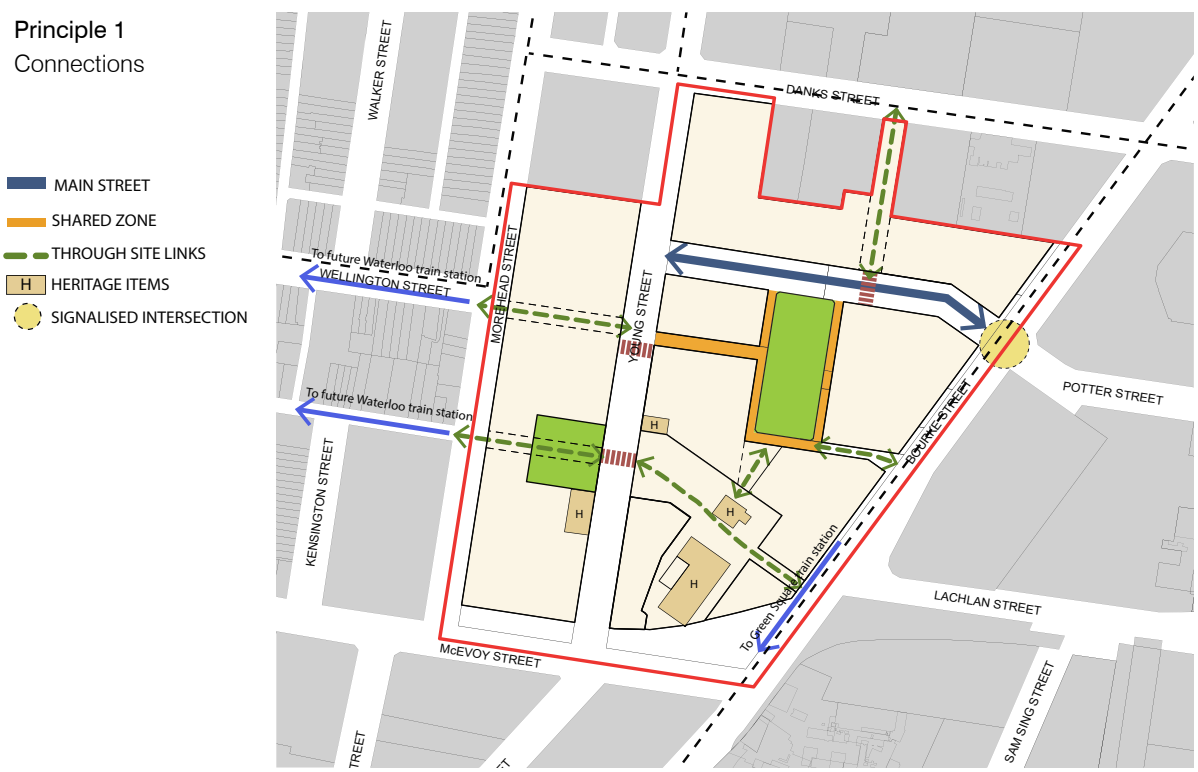 Principle 1
Connections
MAIN STREET
SHARED ZONE
THROUGH SITE LINKS
H HERITAGE ITEMS
SIGNALISED INTERSECTION
WALKER STREET
DANKS STREET
To future Waterloo train station
WELLINGTON STREET
MOREHEAD STREET
YOUNG STREET
POTTER STREET
To future Waterloo train station
BOURKE STREET
KENSINGTON STREET
H
H
H
H
To Green Square train station
LACHLAN STREET
McEVOY STREET
SAM SING STREET
STREET
ET